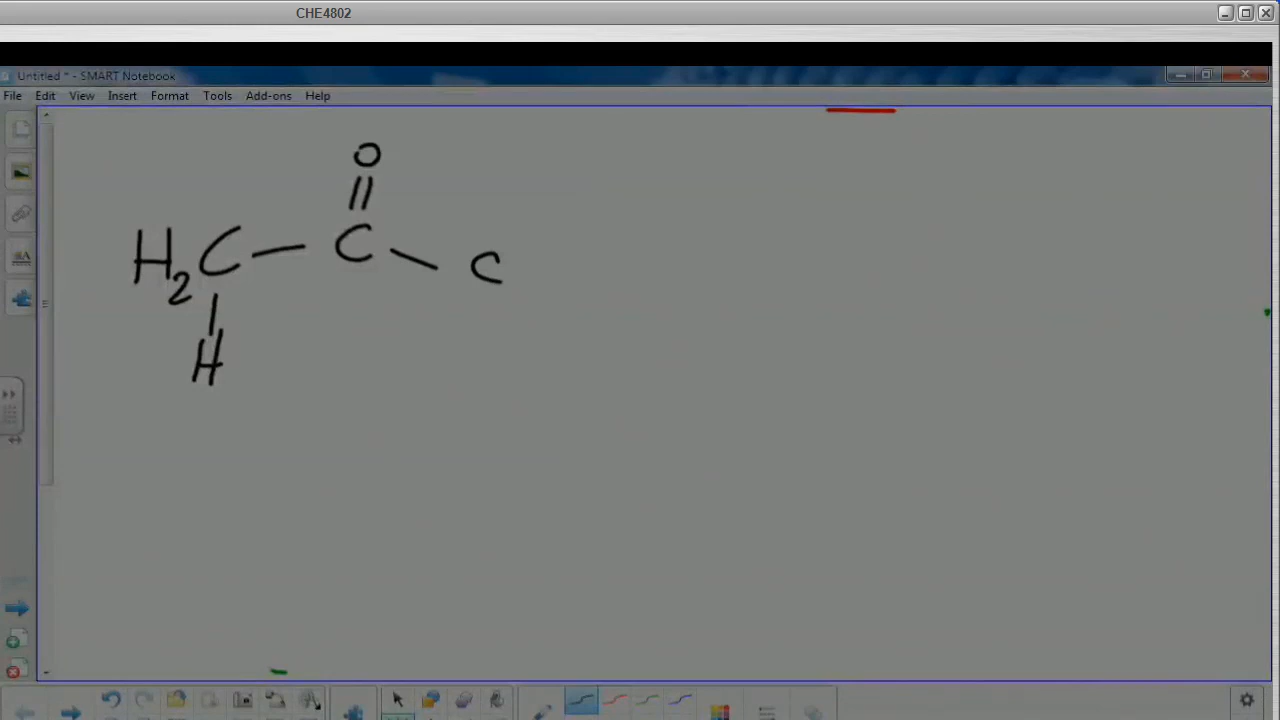 CHE4802
Untitled * - SMART Notebook
File Edit View Insert Format Tools Add-ons Help
O
H₂C — C — C
H